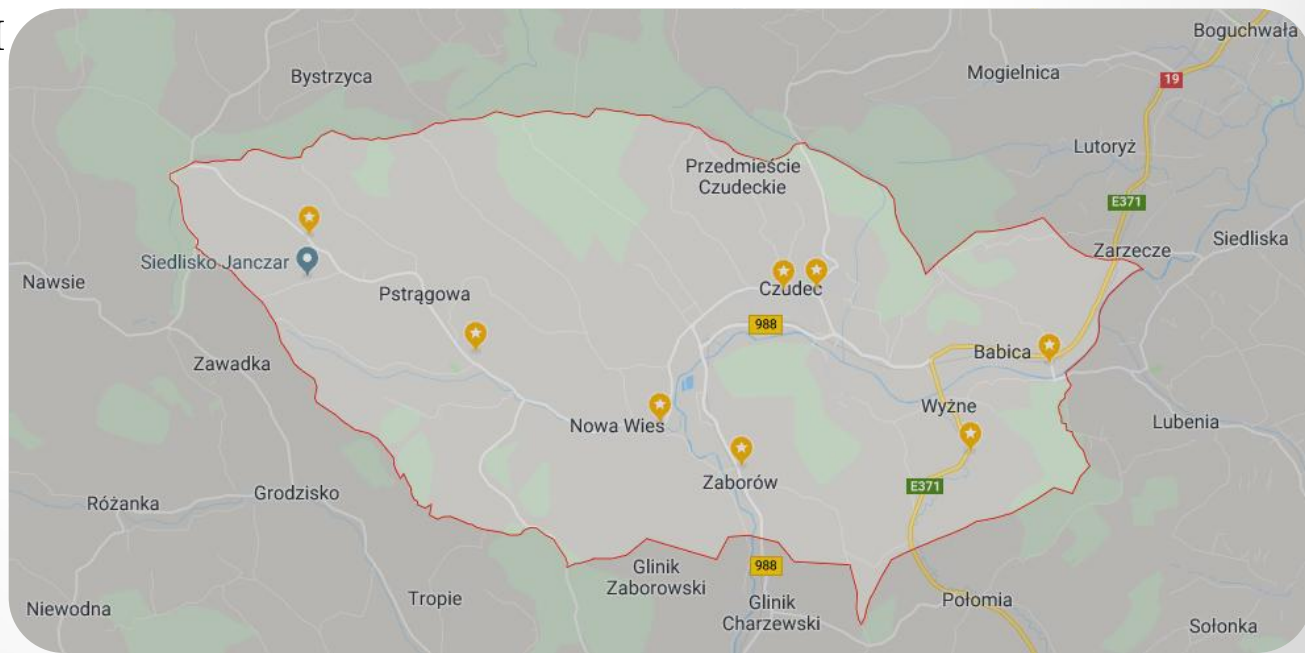 Boguchwała
Bystrzyca
Mogielnica
19
Lutoryż
Przedmieście
Czudeckie
E371
Siedliska
Zarzecze
Siedlisko Janczar
Nawsie
Pstrągowa
Czudec
988
Babica
Zawadka
Wyżne
Nowa Wieś
Lubenia
Zaborów
E371
Grodzisko
Różanka
988
Glinik
Zaborowski
Tropie
Niewodna
Glinik
Charzewski
Połomia
Sołonka